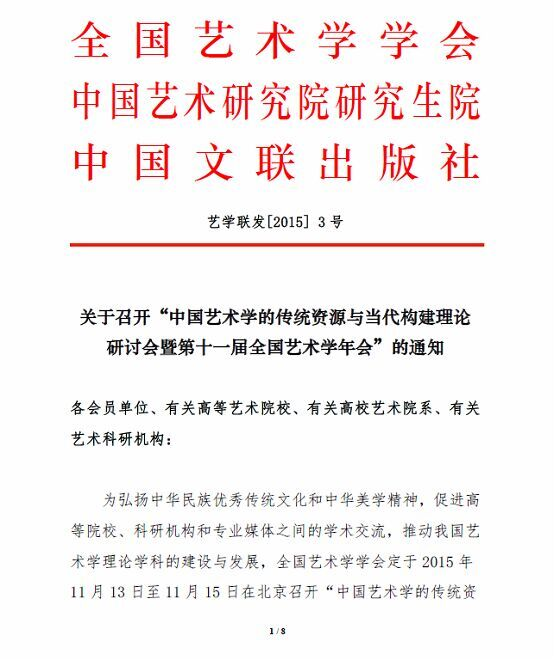 全国艺术学学会
中国艺术研究院研究生院
中国文联出版社
艺学联发[2015] 3 号
关于召开“中国艺术学的传统资源与当代构建理论
研讨会暨第十一届全国艺术学年会”的通知
各会员单位、有关高等艺术院校、有关高校艺术院系、有关
艺术科研机构：
为弘扬中华民族优秀传统文化和中华美学精神，促进高
等院校、科研机构和专业媒体之间的学术交流，推动我国艺
术学理论学科的建设与发展，全国艺术学学会定于 2015 年
11 月 13 日至 11 月 15 日在北京召开“中国艺术学的传统资
1 / 8